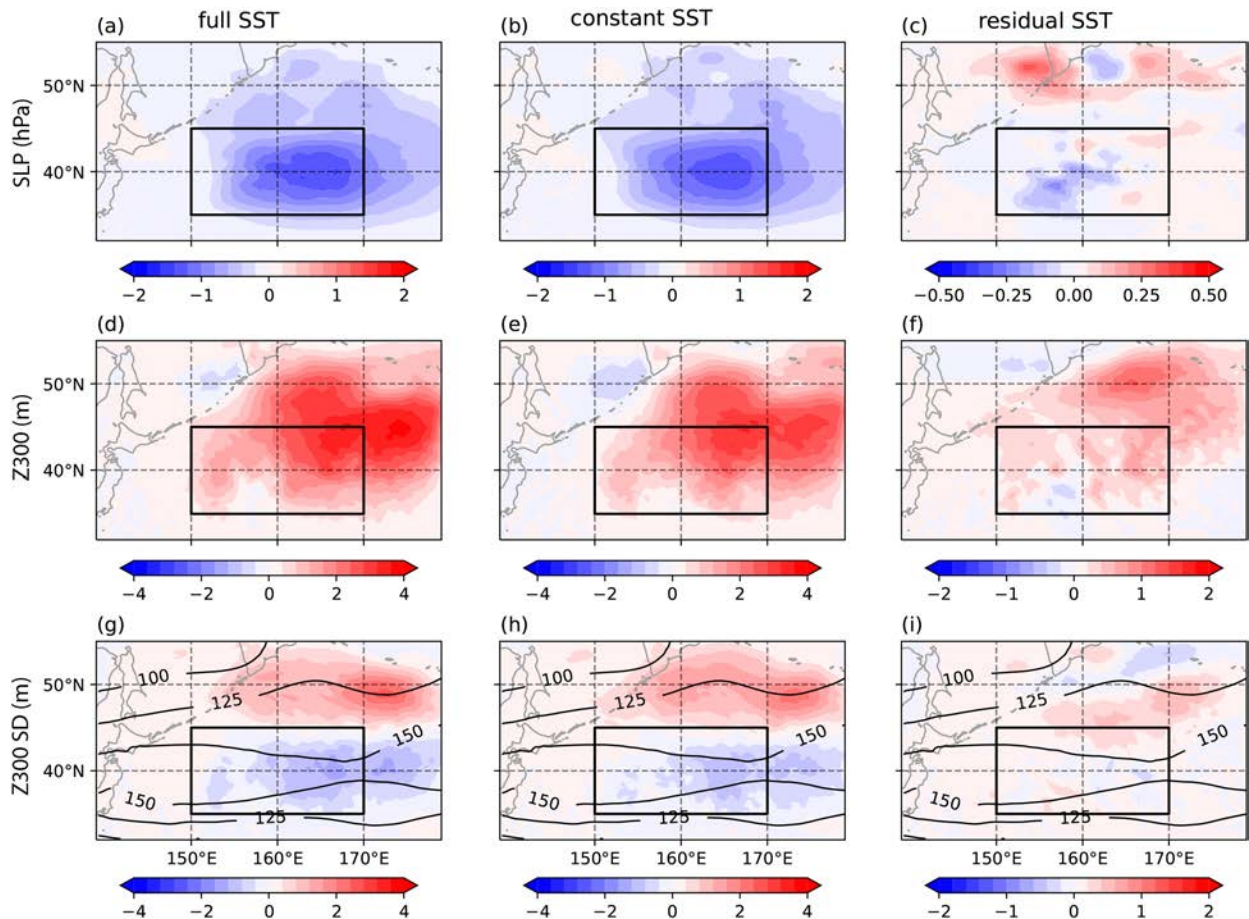 full SST constant SST residual SST
(a) (b) (c)
SLP (hPa)
50°N
40°N
−2 −1 0 1 2 −2 −1 0 1 2 −0.50 −0.25 0.00 0.25 0.50
(d) (e) (f)
Z300 (m)
50°N
40°N
−4 −2 0 2 4 −4 −2 0 2 4 −2 −1 0 1 2
(g) (h) (i)
Z300 SD (m)
50°N
40°N
100 125 150 150 125 100 125 150 150 125 100 125 150 150 125
150°E 160°E 170°E 150°E 160°E 170°E 150°E 160°E 170°E
−4 −2 0 2 4 −4 −2 0 2 4 −2 −1 0 1 2